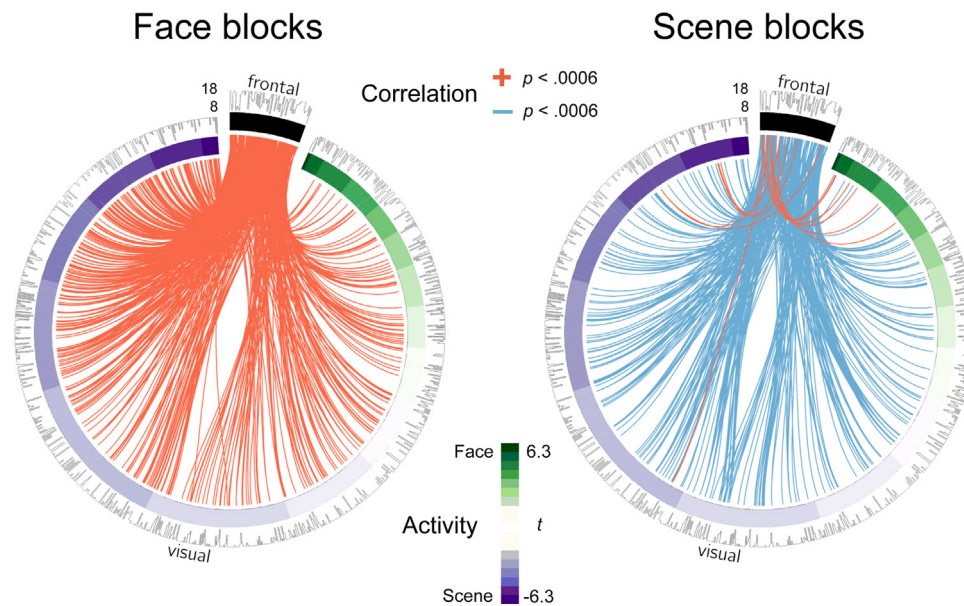 Face blocks
Scene blocks
Correlation
+ p < .0006
− p < .0006
18
8
frontal
visual
18
8
frontal
visual
Face 6.3
Activity t
Scene -6.3